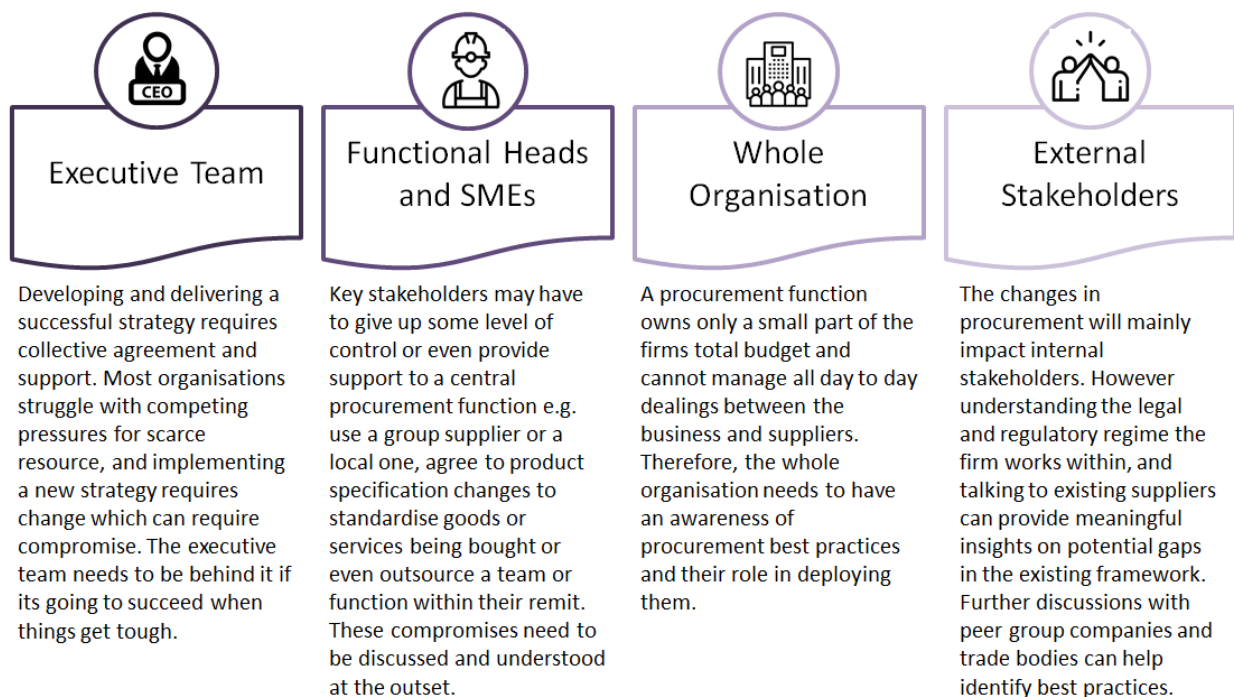 CEO
Executive Team
Developing and delivering a
successful strategy requires
collective agreement and
support. Most organisations
struggle with competing
pressures for scarce
resource, and implementing
a new strategy requires
change which can require
compromise. The executive
team needs to be behind it if
its going to succeed when
things get tough.
Functional Heads
and SMEs
Key stakeholders may have
to give up some level of
control or even provide
support to a central
procurement function e.g.
use a group supplier or a
local one, agree to product
specification changes to
standardise goods or
services being bought or
even outsource a team or
function within their remit.
These compromises need to
be discussed and understood
at the outset.
Whole
Organisation
A procurement function
owns only a small part of the
firms total budget and
cannot manage all day to day
dealings between the
business and suppliers.
Therefore, the whole
organisation needs to have
an awareness of
procurement best practices
and their role in deploying
them.
External
Stakeholders
The changes in
procurement will mainly
impact internal
stakeholders. However
understanding the legal
and regulatory regime the
firm works within, and
talking to existing suppliers
can provide meaningful
insights on potential gaps
in the existing framework.
Further discussions with
peer group companies and
trade bodies can help
identify best practices.